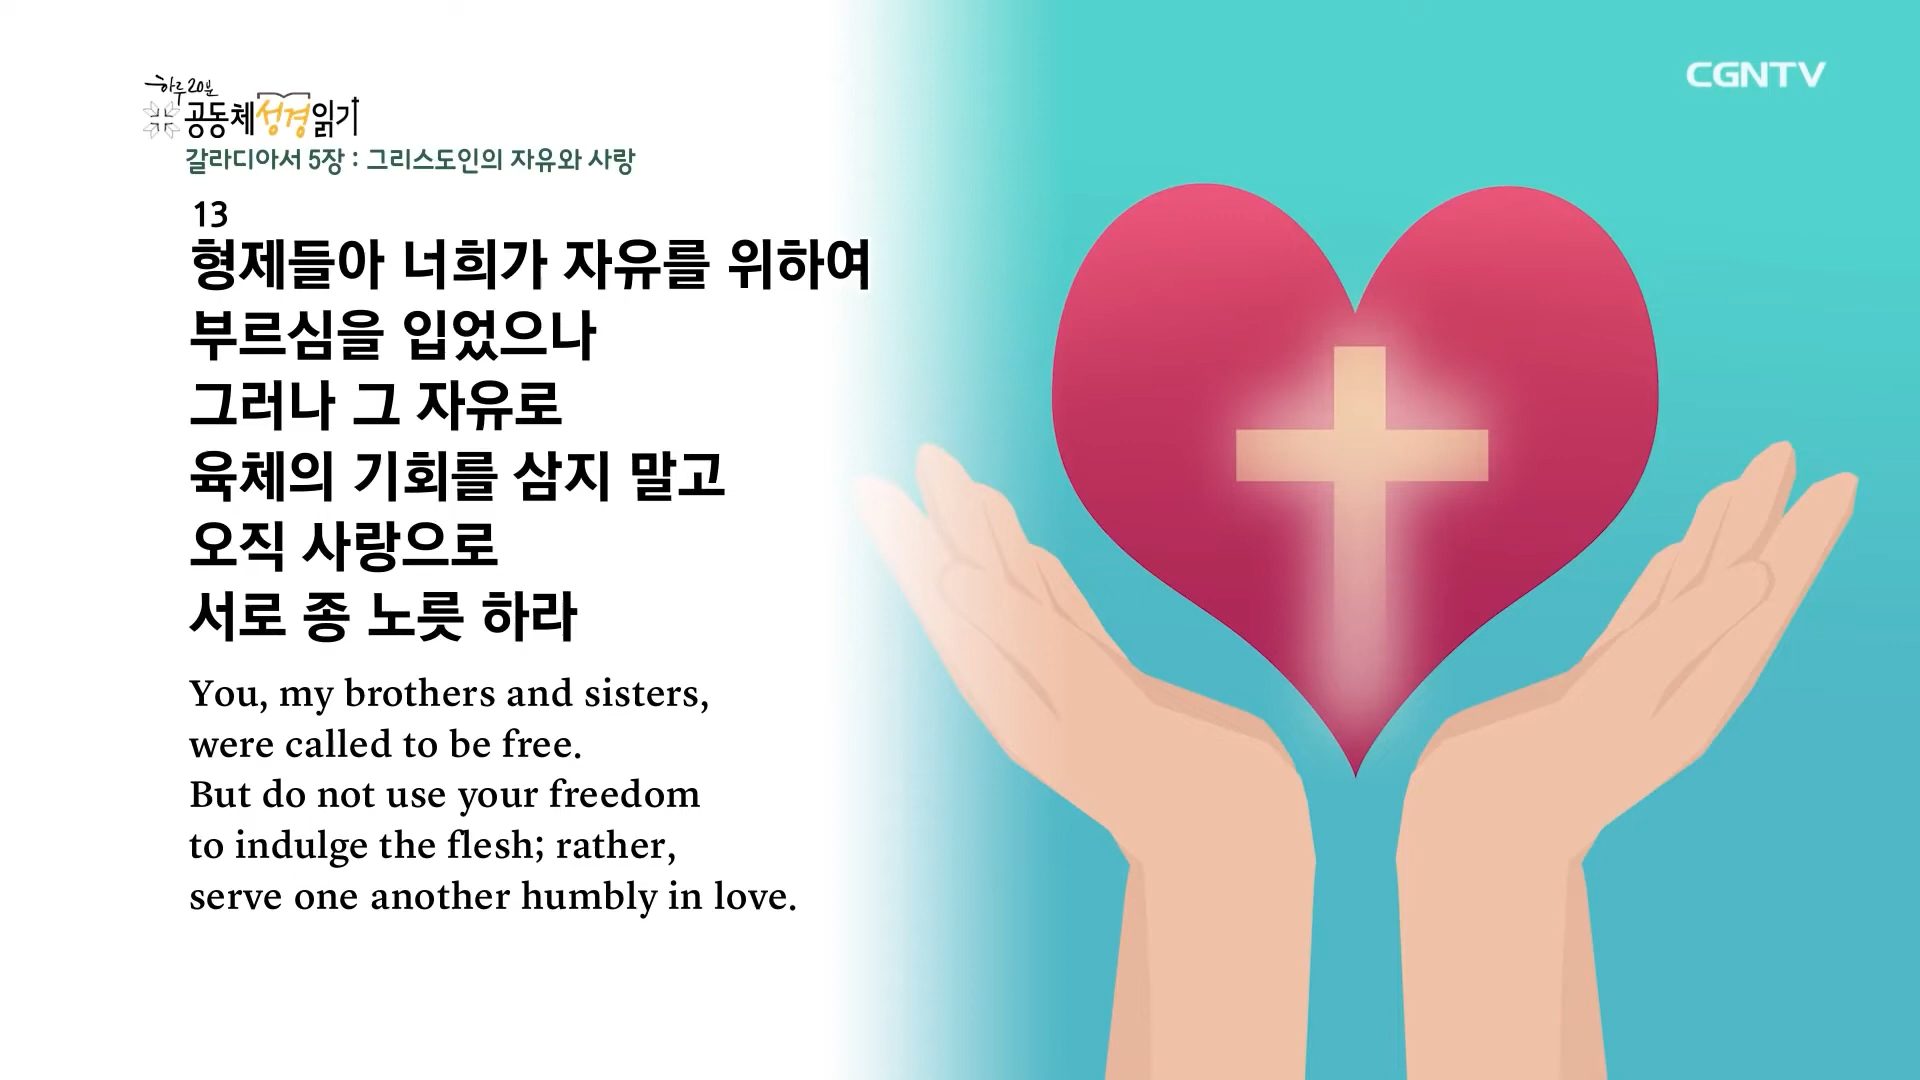 하루 20분
공동체성경읽기
CGNTV
갈라디아서 5장 : 그리스도인의 자유와 사랑
13
형제들아 너희가 자유를 위하여
부르심을 입었으나
그러나 그 자유로
육체의 기회를 삼지 말고
오직 사랑으로
서로 종 노릇 하라
You, my brothers and sisters,
were called to be free.
But do not use your freedom
to indulge the flesh; rather,
serve one another humbly in love.